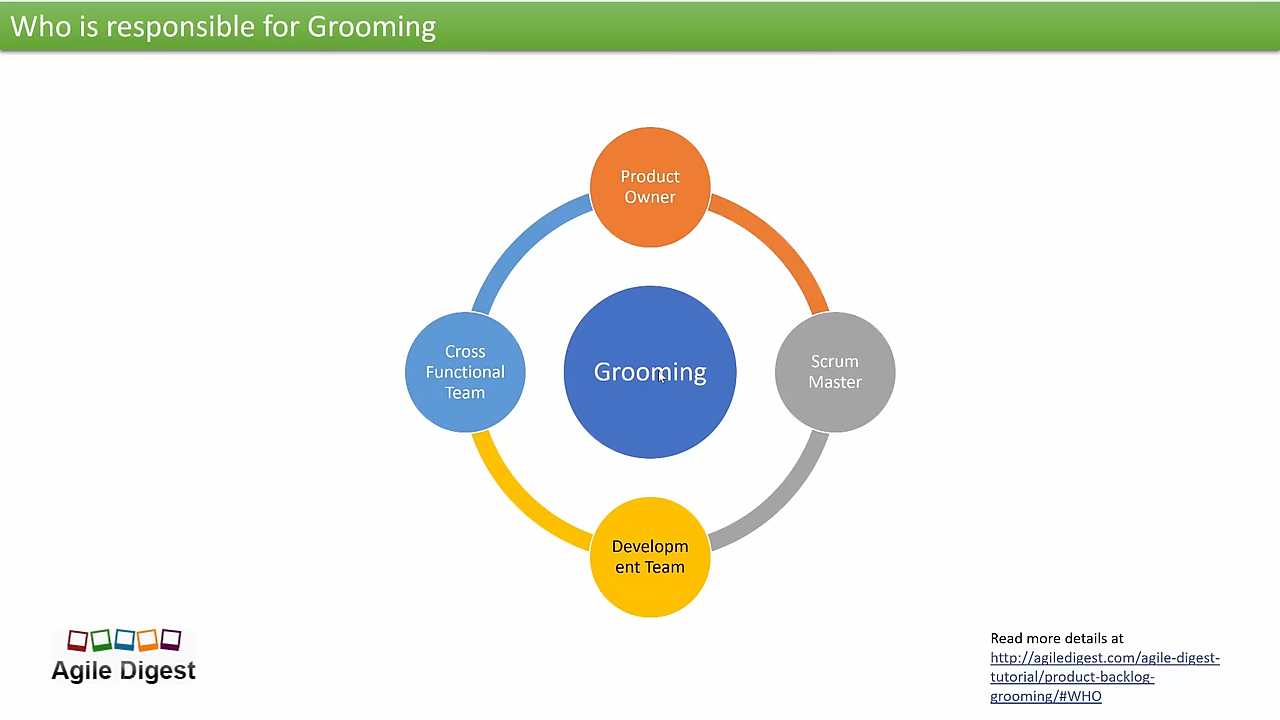 Who is responsible for Grooming
Product
Owner
Cross
Functional
Team
Grooming
Scrum
Master
Developm
ent Team
Agile Digest
Read more details at
http://agiledigest.com/agile-digest-
tutorial/product-backlog-
grooming/#WHO